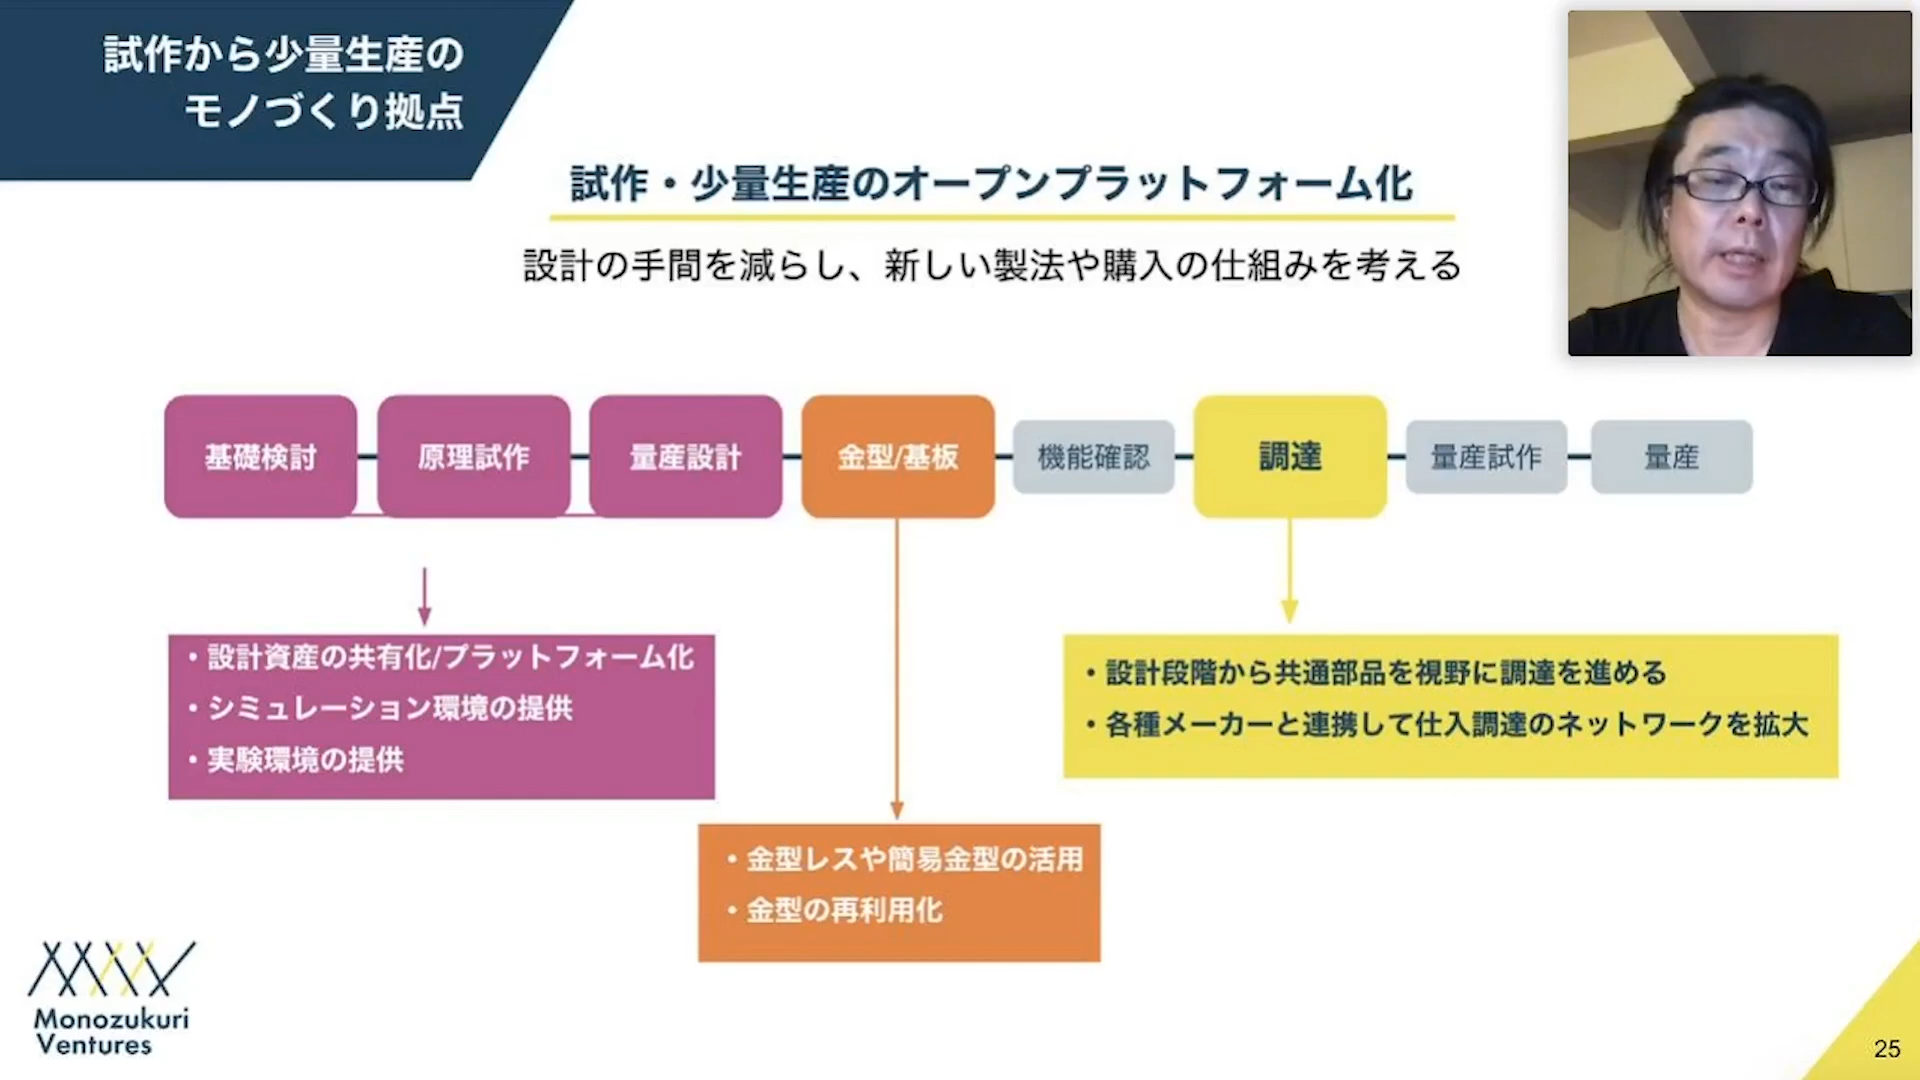 試作から少量生産の
モノづくり拠点
試作・少量生産のオープンプラットフォーム化
設計の手間を減らし、新しい製法や購入の仕組みを考える
基礎検討
原理試作
量産設計
金型/基板
機能確認
調達
量産試作
量産
・設計資産の共有化/プラットフォーム化
・シミュレーション環境の提供
・実験環境の提供
・設計段階から共通部品を視野に調達を進める
・各種メーカーと連携して仕入調達のネットワークを拡大
・金型レスや簡易金型の活用
・金型の再利用化
Monozukuri
Ventures
25